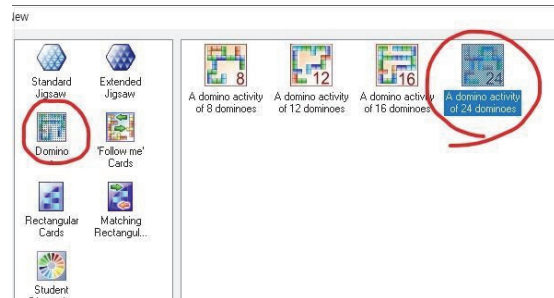 Standard
Jigsaw
Extended
Jigsaw
Domino
'Follow me'
Cards
Rectangular
Cards
Matching
Rectangul...
Student
8
A domino activity
of 8 dominoes
12
A domino activity
of 12 dominoes
16
A domino activity
of 16 dominoes
24
A domino activity
of 24 dominoes